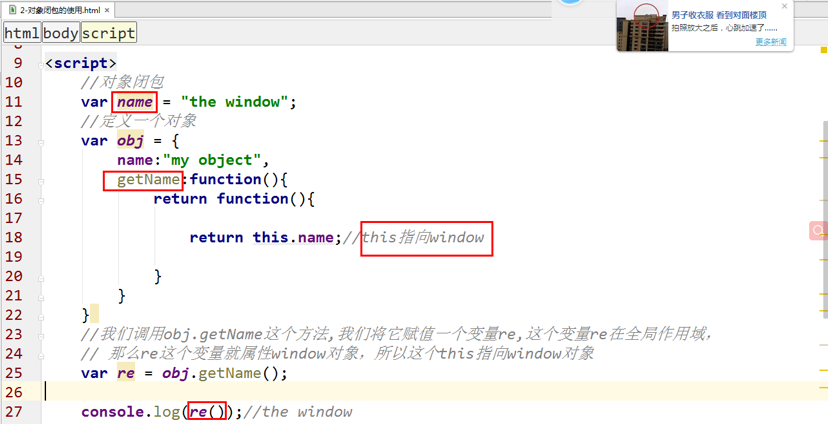 2-对象闭包的使用.html
男子收衣服 看到对面楼顶
拍照放大之后，心跳加速了......
更多新闻
html body script
9 <script>
10 //对象闭包
11 var name = "the window";
12 //定义一个对象
13 var obj = {
14 name:"my object",
15 getName:function(){
16 return function(){
17
18 return this.name;//this指向window
19
20 }
21 }
22 }
23 //我们调用obj.getName这个方法,我们将它赋值一个变量re,这个变量re在全局作用域，
24 // 那么re这个变量就属性window对象，所以这个this指向window对象
25 var re = obj.getName();
26
27 console.log(re());//the window